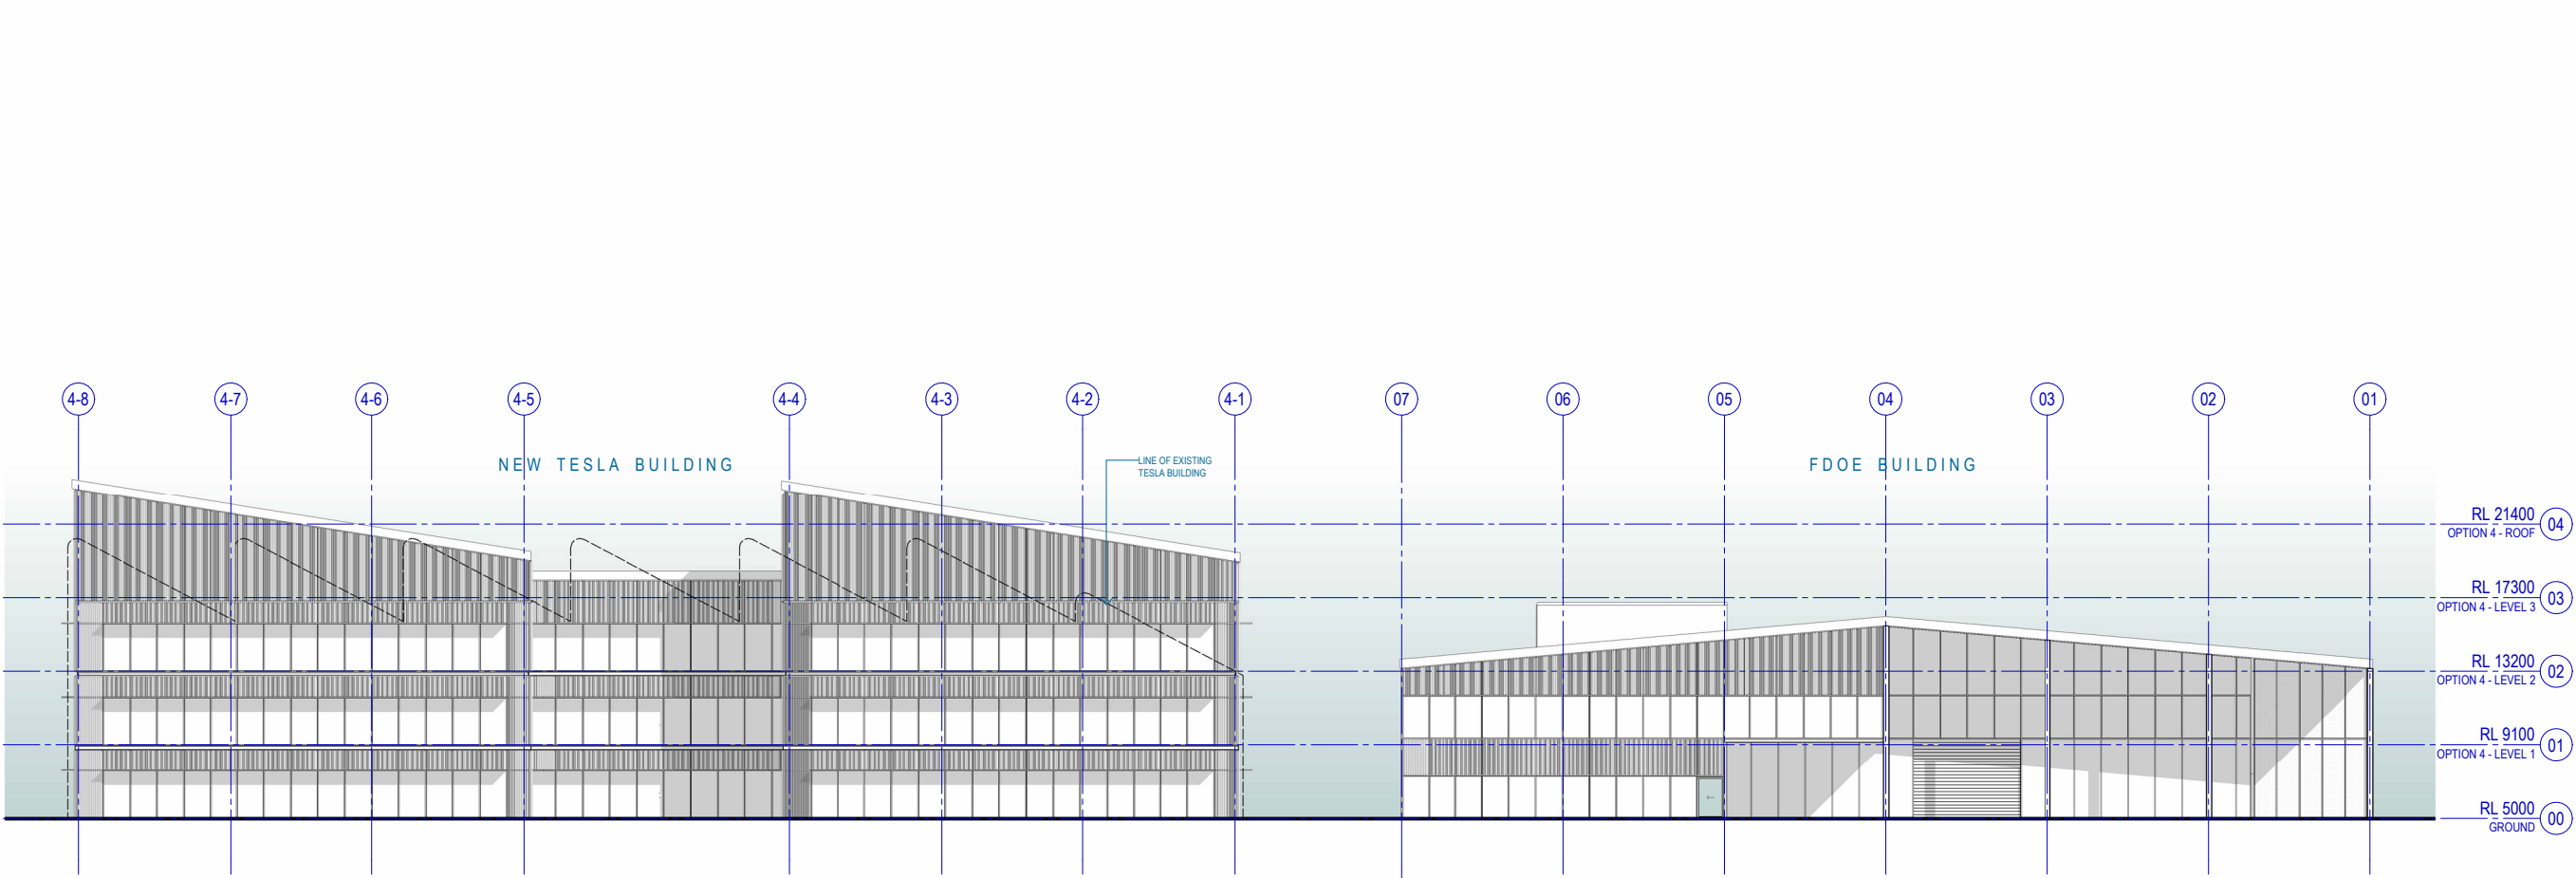 4-8
4-7
4-6
4-5
4-4
4-3
4-2
4-1
07
06
05
04
03
02
01
NEW TESLA BUILDING
LINE OF EXISTING
TESLA BUILDING
FDOE BUILDING
RL 21400
OPTION 4 - ROOF
04
RL 17300
OPTION 4 - LEVEL 3
03
RL 13200
OPTION 4 - LEVEL 2
02
RL 9100
OPTION 4 - LEVEL 1
01
RL 5000
GROUND
00